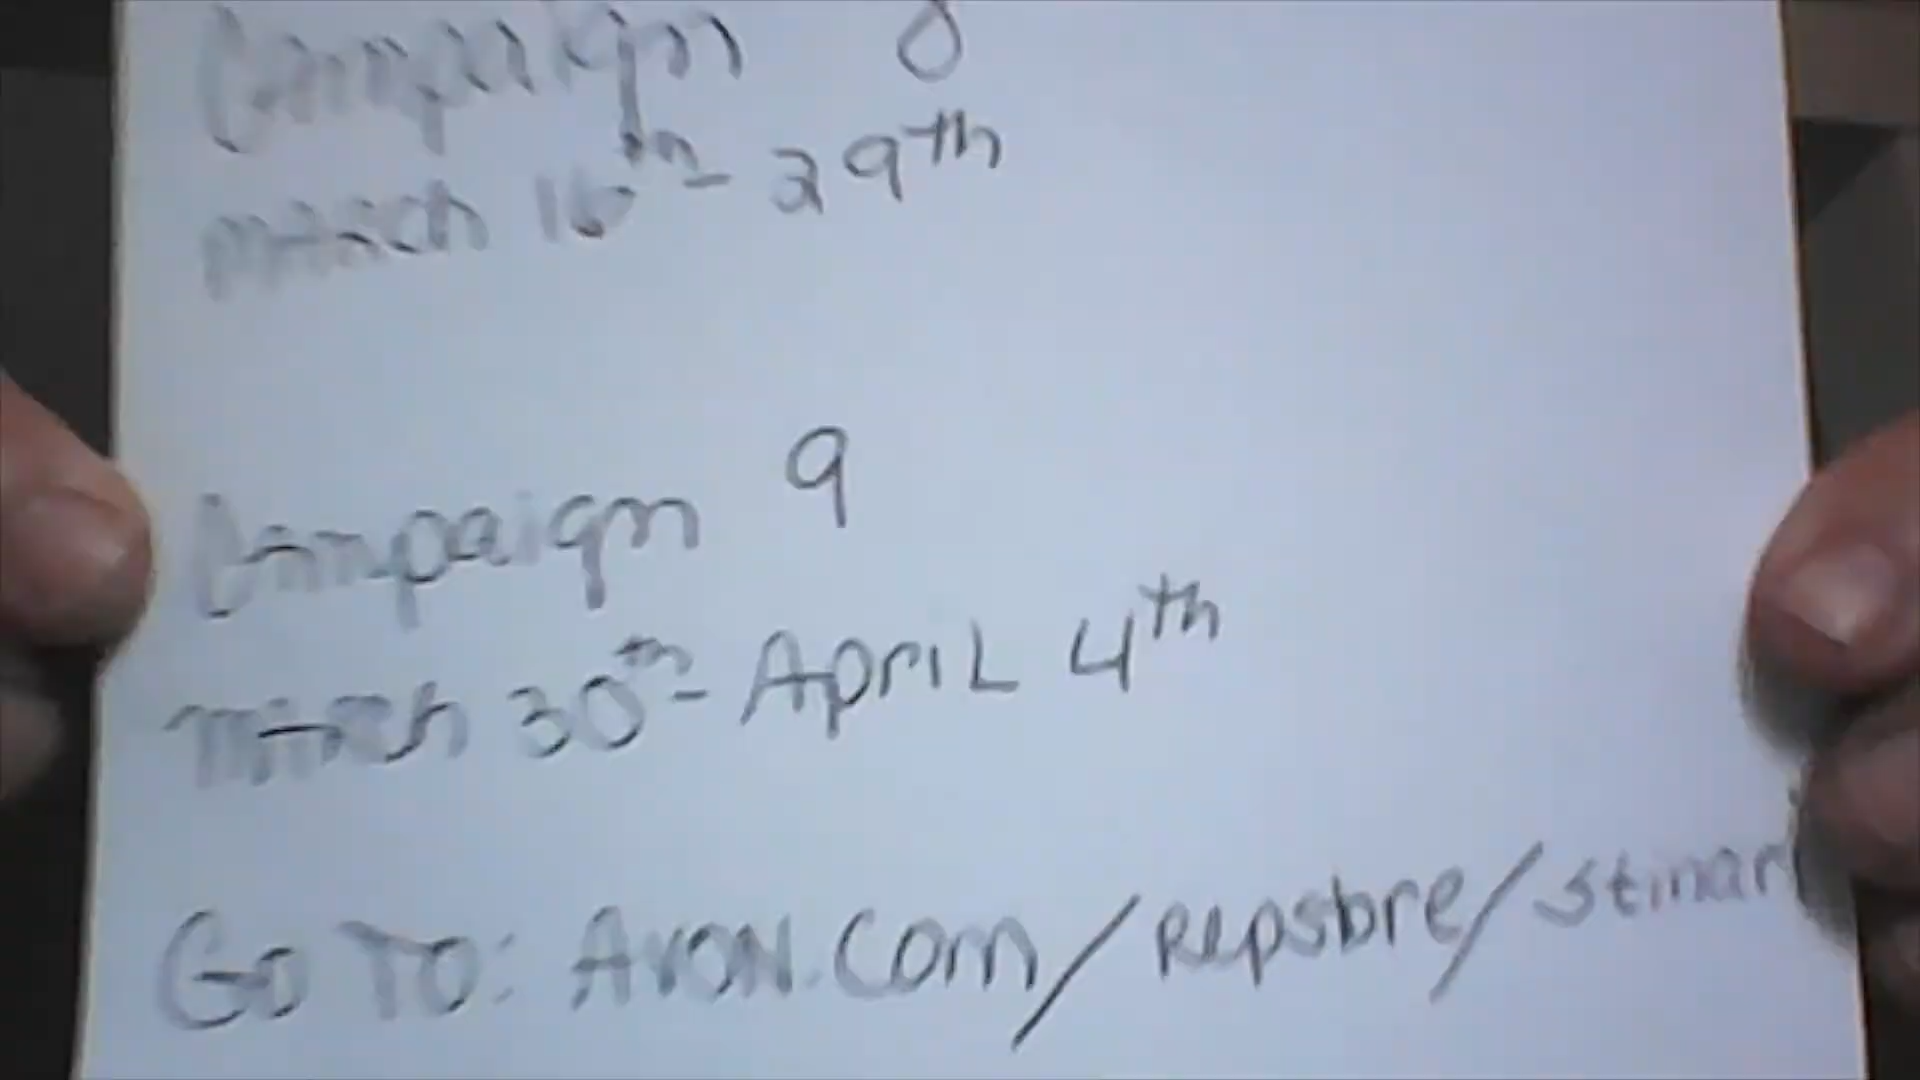 Campaign 8
March 16th - 29th
Campaign 9
March 30th - April 4th
Go To: Avon.com/repstore/